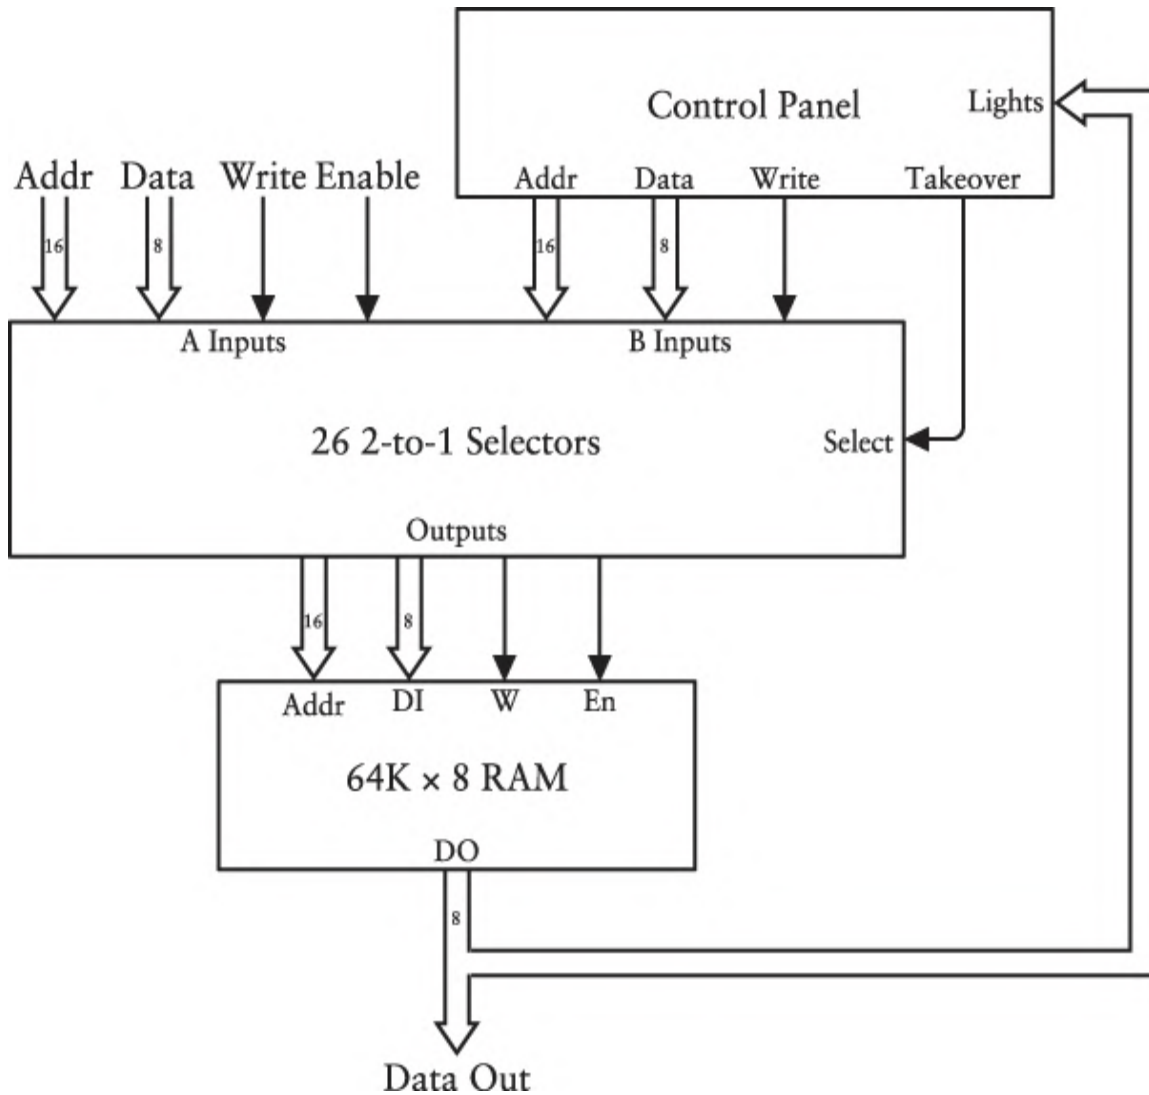 Control Panel
Lights
Addr Data Write Enable
Addr Data Write Takeover
16 8 16 8
A Inputs B Inputs
26 2-to-1 Selectors
Select
Outputs
16 8
Addr DI W En
64K × 8 RAM
DO
8
Data Out